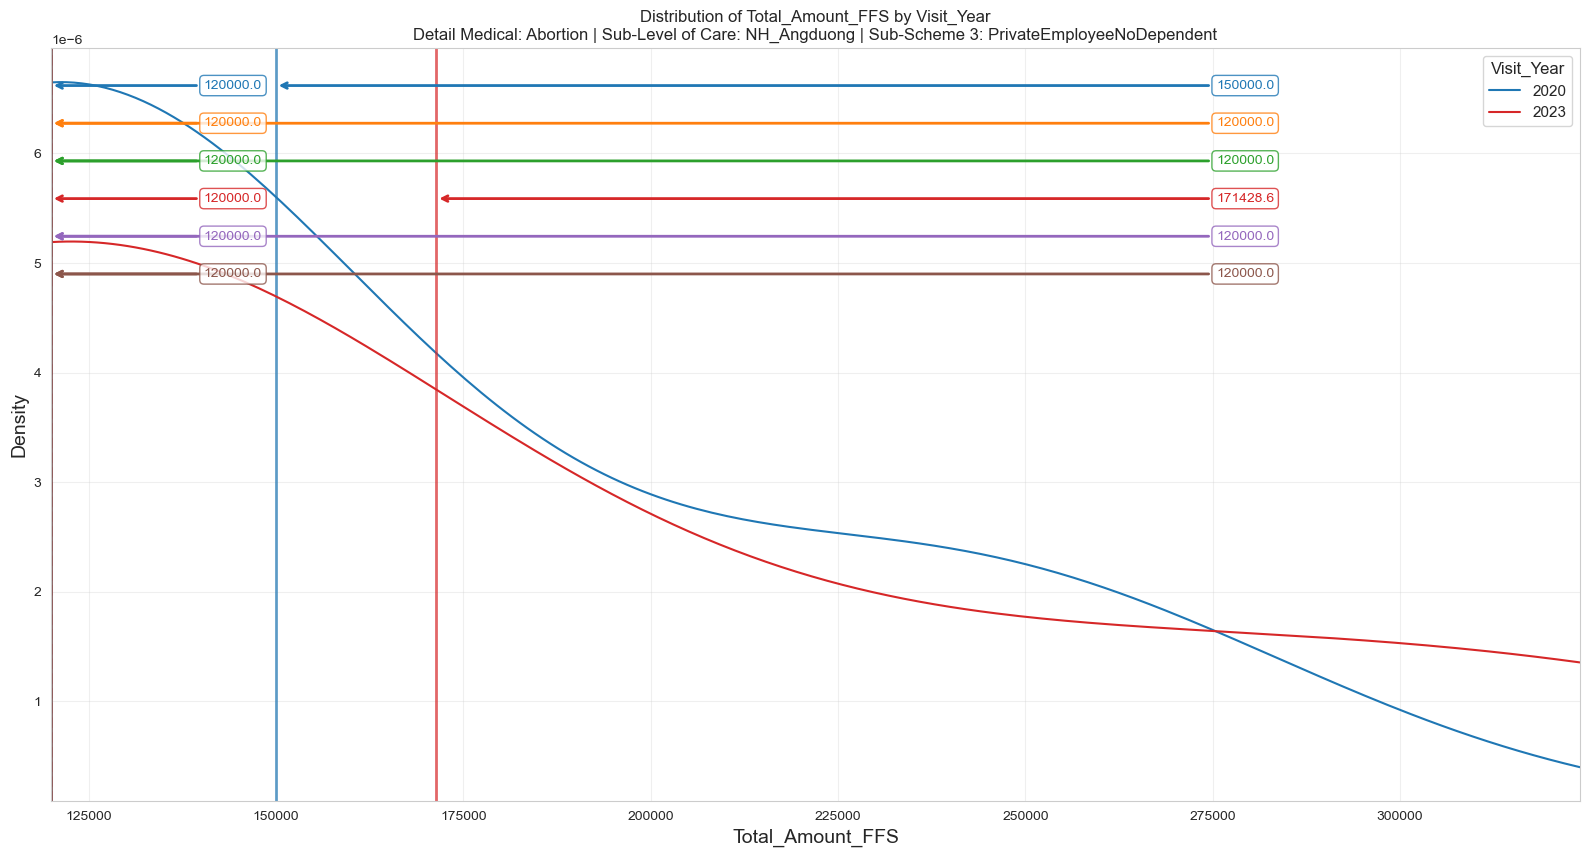 Distribution of Total_Amount_FFS by Visit_Year
Detail Medical: Abortion | Sub-Level of Care: NH_Angduong | Sub-Scheme 3: PrivateEmployeeNoDependent
1e−6
Visit_Year
2020
2023
120000.0 150000.0
120000.0 120000.0
120000.0 120000.0
120000.0 171428.6
120000.0 120000.0
120000.0 120000.0
6
5
4
3
2
1
Density
125000 150000 175000 200000 225000 250000 275000 300000
Total_Amount_FFS